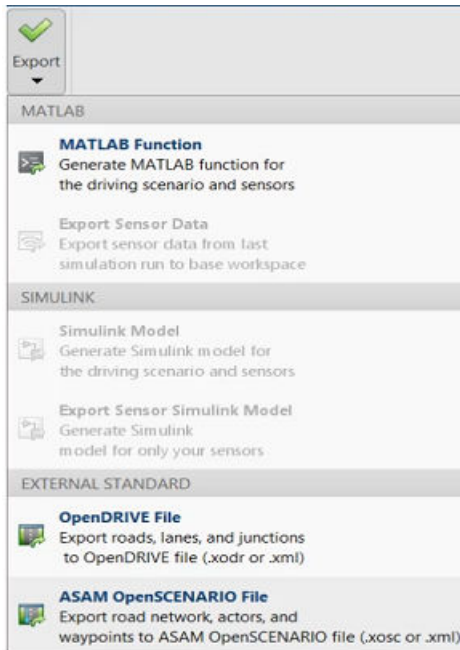 Export
MATLAB
MATLAB Function
Generate MATLAB function for
the driving scenario and sensors
Export Sensor Data
Export sensor data from last
simulation run to base workspace
SIMULINK
Simulink Model
Generate Simulink model for
the driving scenario and sensors
Export Sensor Simulink Model
Generate Simulink
model for only your sensors
EXTERNAL STANDARD
OpenDRIVE File
Export roads, lanes, and junctions
to OpenDRIVE file (.xodr or .xml)
ASAM OpenSCENARIO File
Export road network, actors, and
waypoints to ASAM OpenSCENARIO file (.xosc or .xml)